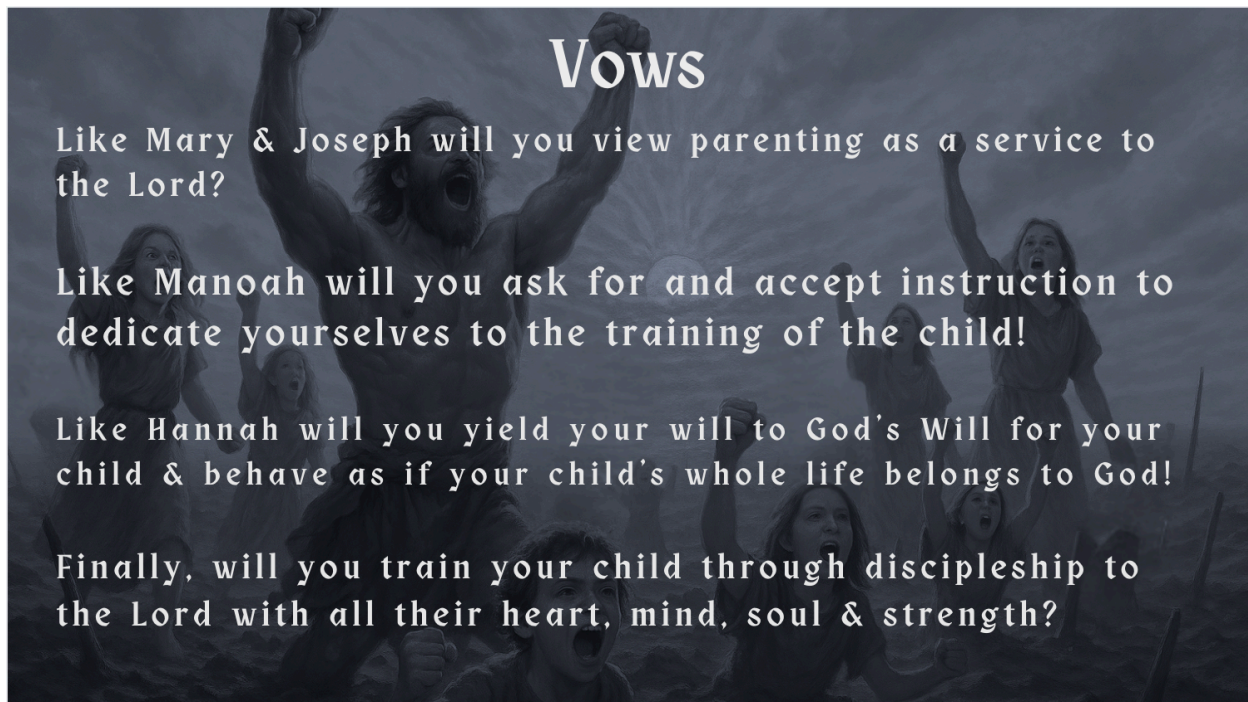 Vows
Like Mary & Joseph will you view parenting as a service to
the Lord?
Like Manoah will you ask for and accept instruction to
dedicate yourselves to the training of the child!
Like Hannah will you yield your will to God's Will for your
child & behave as if your child's whole life belongs to God!
Finally, will you train your child through discipleship to
the Lord with all their heart, mind, soul & strength?